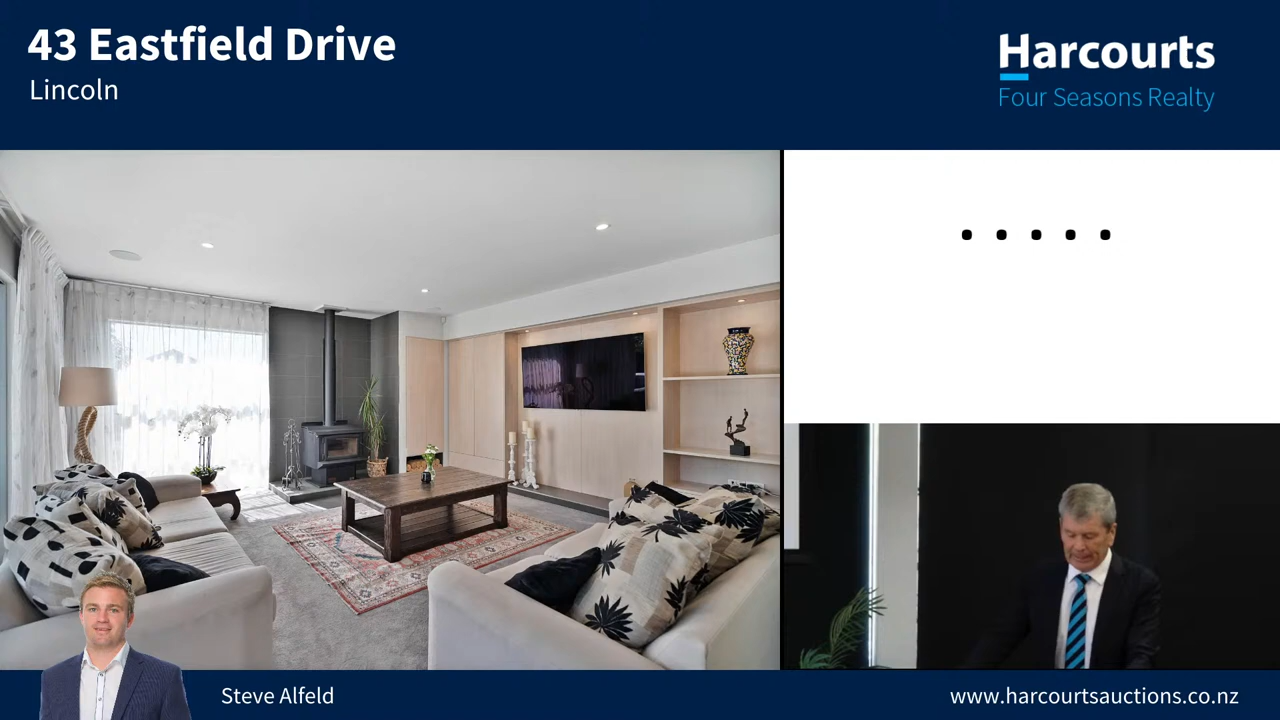 43 Eastfield Drive
Lincoln
Harcourts
Four Seasons Realty
.....
Steve Alfeld
www.harcourtsauctions.co.nz